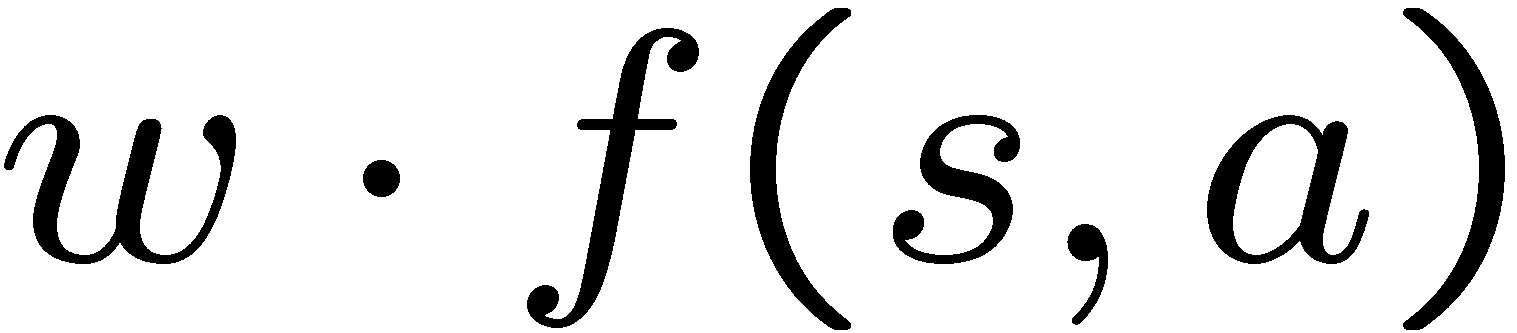 w · f(s, a)